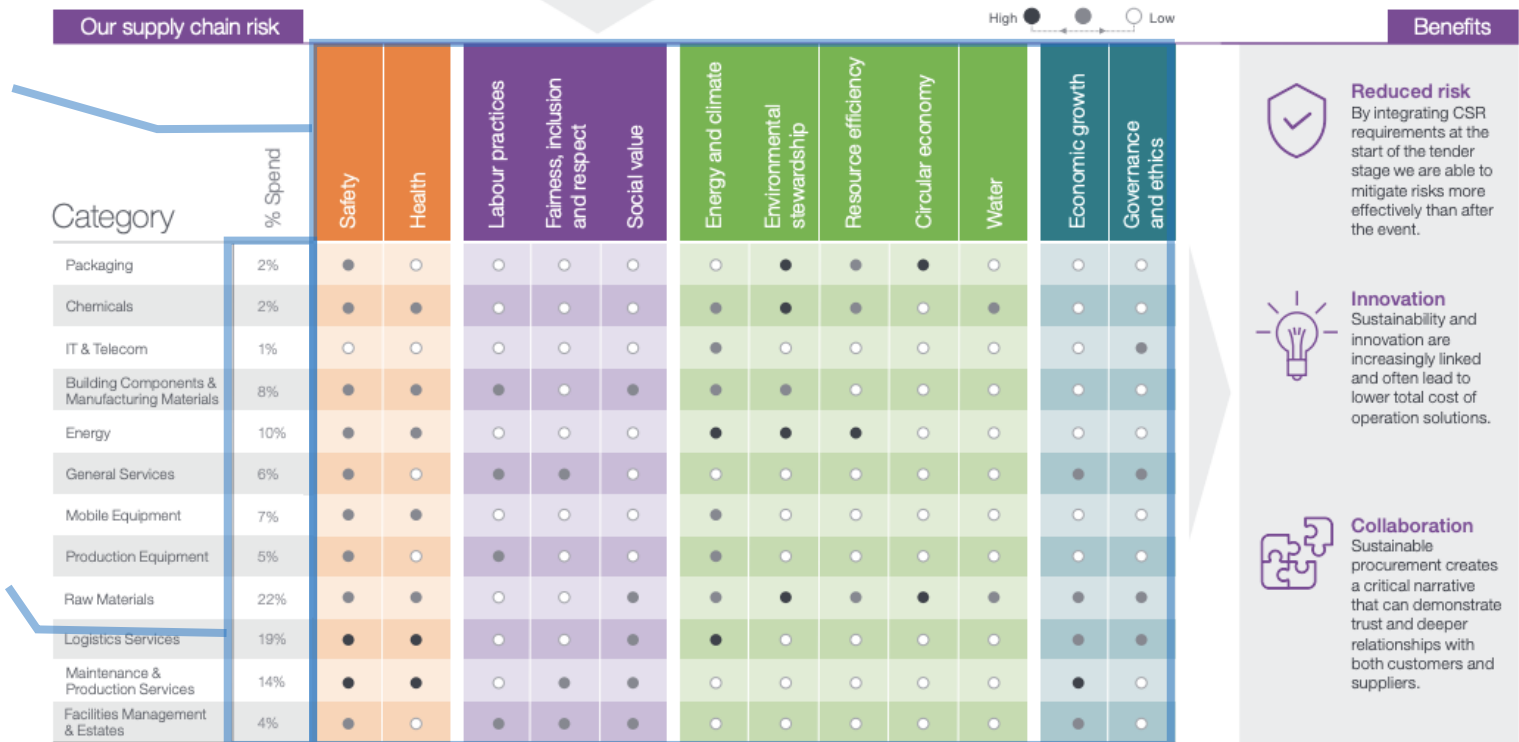 Our supply chain risk
High
Low
Benefits
Category
% Spend
Safety
Health
Labour practices
Fairness, inclusion
and respect
Social value
Energy and climate
Environmental
stewardship
Resource efficiency
Circular economy
Water
Economic growth
Governance
and ethics
Packaging 2%
Chemicals 2%
IT & Telecom 1%
Building Components &
Manufacturing Materials 8%
Energy 10%
General Services 6%
Mobile Equipment 7%
Production Equipment 5%
Raw Materials 22%
Logistics Services 19%
Maintenance &
Production Services 14%
Facilities Management
& Estates 4%
Reduced risk
By integrating CSR
requirements at the
start of the tender
stage we are able to
mitigate risks more
effectively than after
the event.
Innovation
Sustainability and
innovation are
increasingly linked
and often lead to
lower total cost of
operation solutions.
Collaboration
Sustainable
procurement creates
a critical narrative
that can demonstrate
trust and deeper
relationships with
both customers and
suppliers.